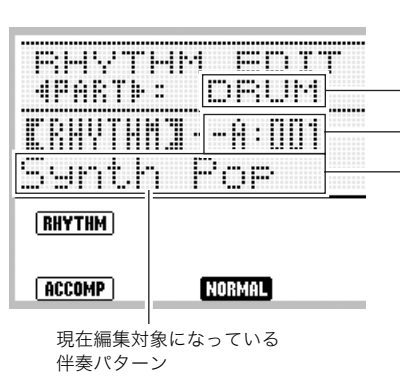 RHYTHM EDIT
◀PART▶: DRUM
【RHYTHM】-A:001
Synth Pop
RHYTHM
ACCOMP NORMAL
現在編集対象になっている
伴奏パターン